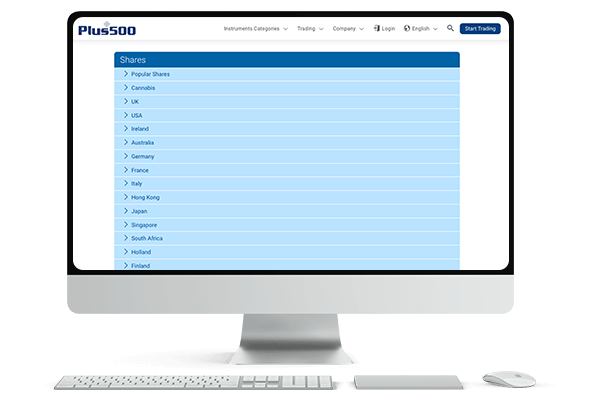 Plus500
Instruments Categories Trading Company Login English Start Trading
Shares
Popular Shares
Cannabis
UK
USA
Ireland
Australia
Germany
France
Italy
Hong Kong
Japan
Singapore
South Africa
Holland
Finland